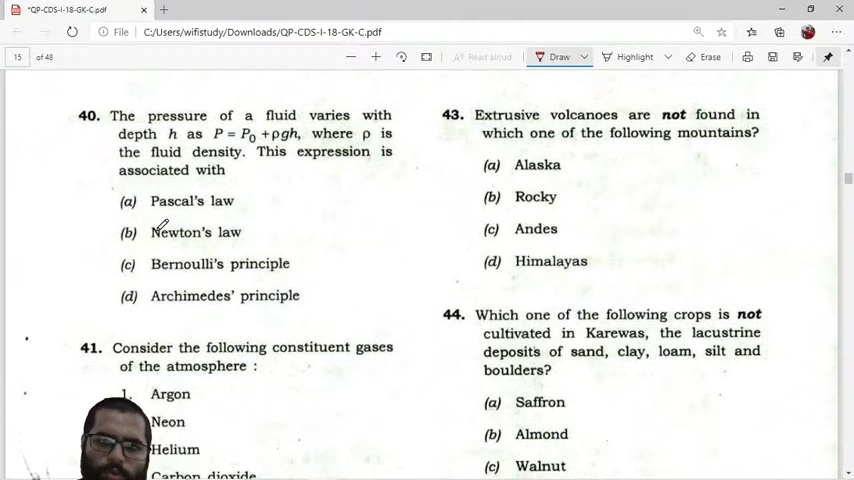 *QP-CDS-I-18-GK-C.pdf
File
C:/Users/wifistudy/Downloads/QP-CDS-I-18-GK-C.pdf
15 of 48
Read aloud
Draw
Highlight
Erase
40. The pressure of a fluid varies with
depth h as P = P₀ + ρgh, where ρ is
the fluid density. This expression is
associated with
(a) Pascal's law
(b) Newton's law
(c) Bernoulli's principle
(d) Archimedes' principle
41. Consider the following constituent gases
of the atmosphere :
1. Argon
Neon
Helium
Carbon dioxide
43. Extrusive volcanoes are not found in
which one of the following mountains?
(a) Alaska
(b) Rocky
(c) Andes
(d) Himalayas
44. Which one of the following crops is not
cultivated in Karewas, the lacustrine
deposits of sand, clay, loam, silt and
boulders?
(a) Saffron
(b) Almond
(c) Walnut